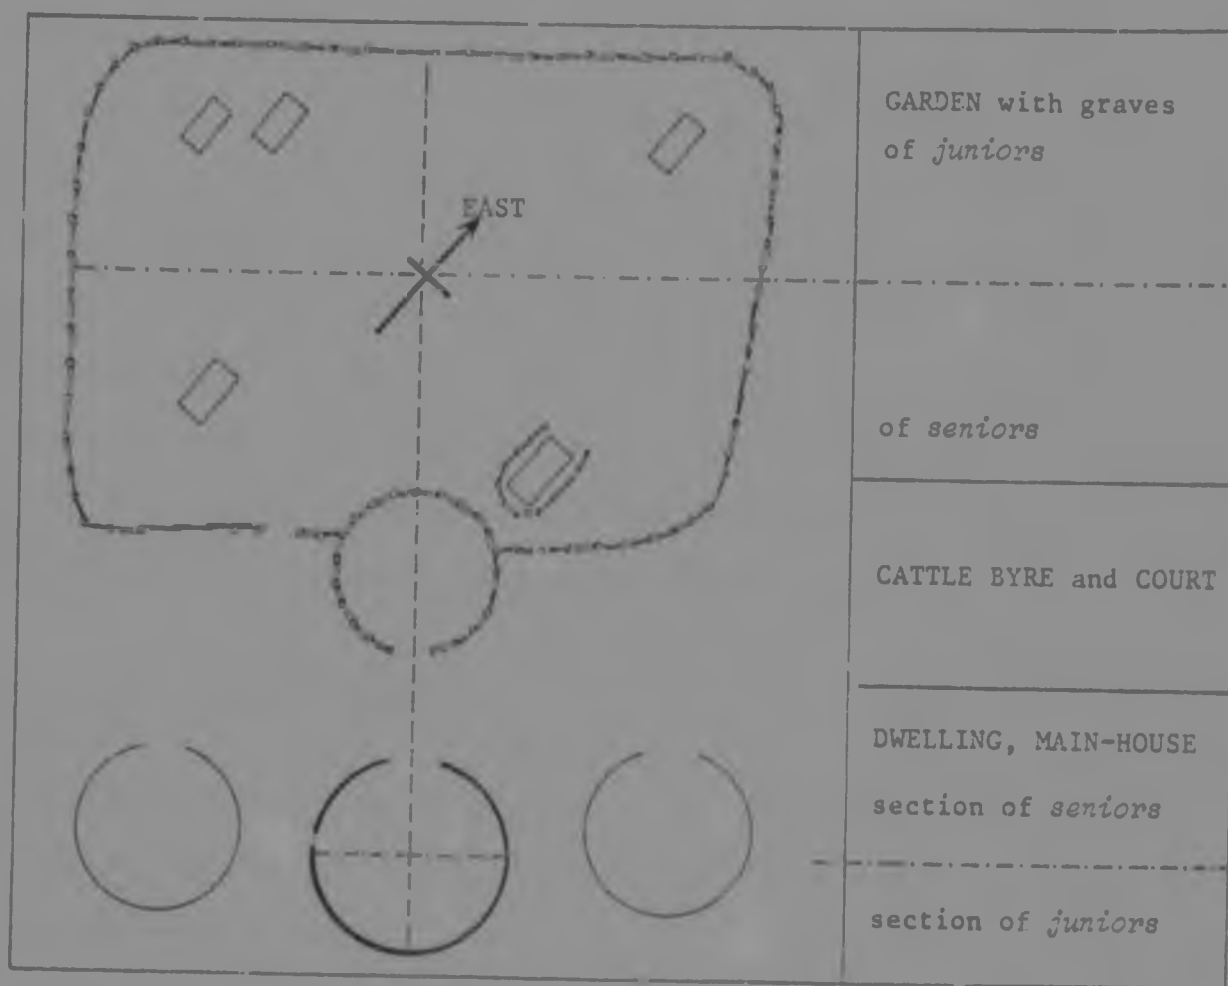 EAST
GARDEN with graves
of juniors
of seniors
CATTLE BYRE and COURT
DWELLING, MAIN-HOUSE
section of seniors
section of juniors